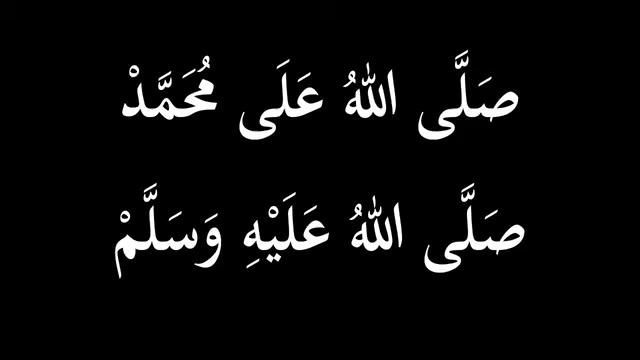 صَلَّى اللهُ عَلَى مُحَمَّدْ
صَلَّى اللهُ عَلَيْهِ وَسَلَّمْ